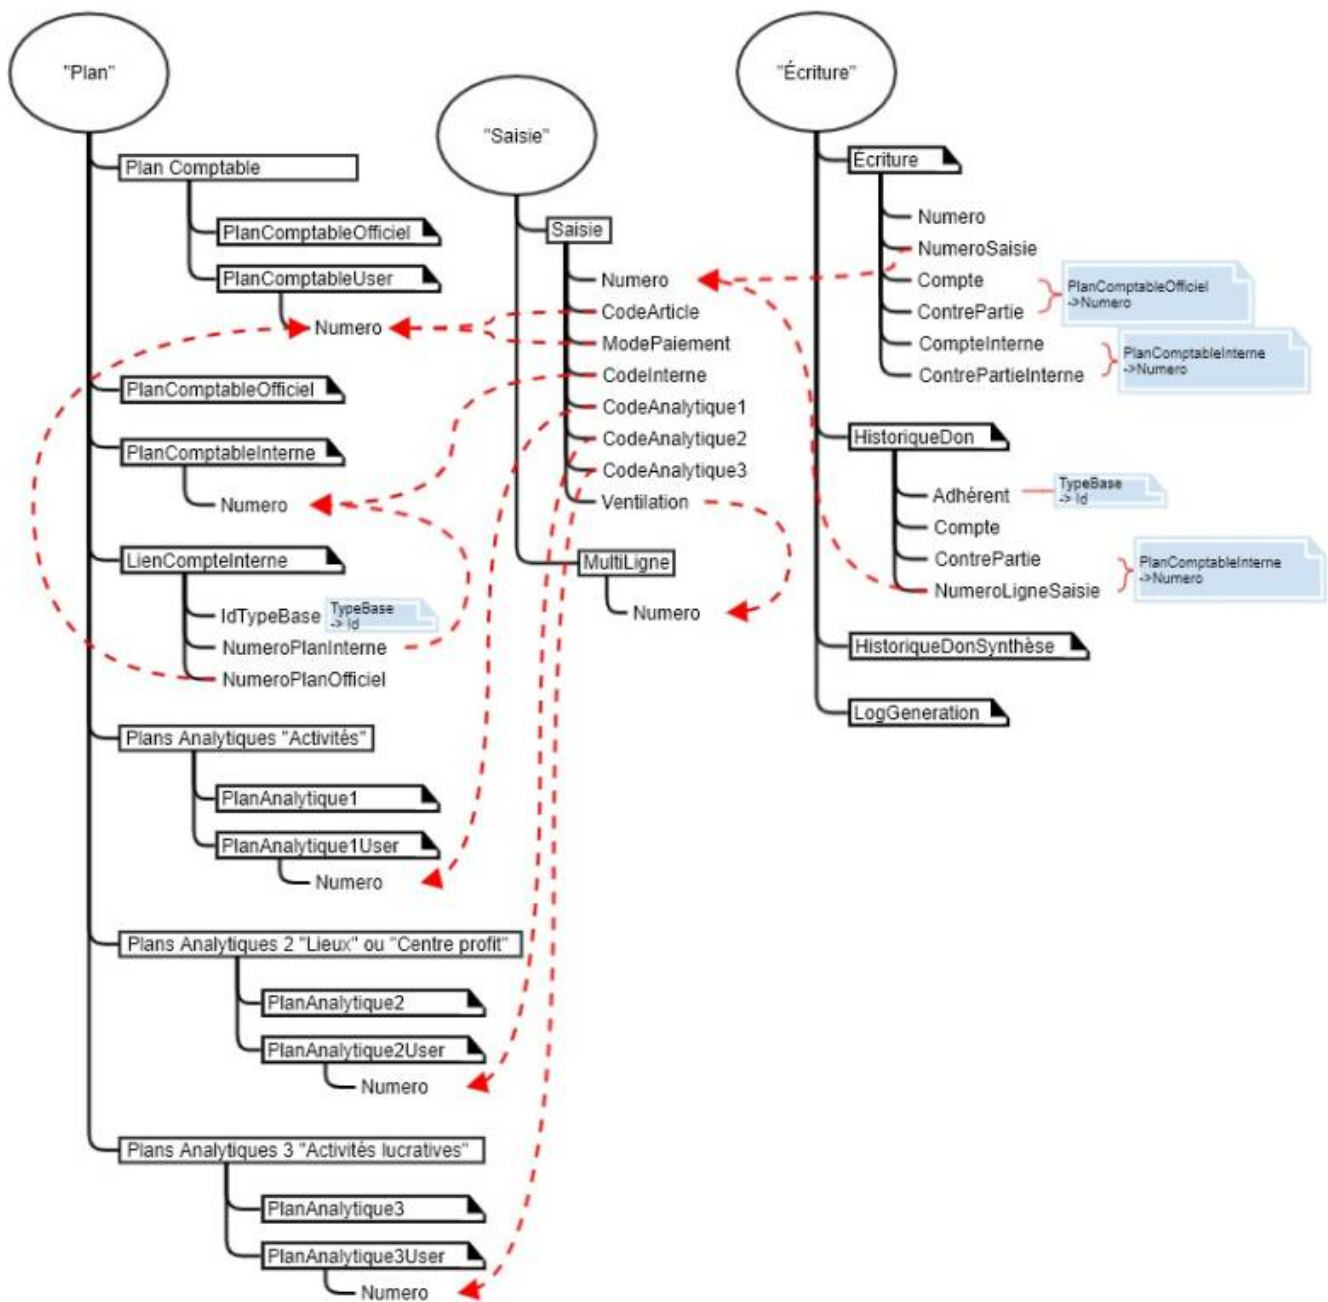 "Plan"
Plan Comptable
PlanComptableOfficiel
PlanComptableUser
Numero
PlanComptableOfficiel
PlanComptableInterne
Numero
LienCompteInterne
IdTypeBase
TypeBase
-> Id
NumeroPlanInterne
NumeroPlanOfficiel
Plans Analytiques "Activités"
PlanAnalytique1
PlanAnalytique1User
Numero
Plans Analytiques 2 "Lieux" ou "Centre profit"
PlanAnalytique2
PlanAnalytique2User
Numero
Plans Analytiques 3 "Activités lucratives"
PlanAnalytique3
PlanAnalytique3User
Numero
"Saisie"
Saisie
Numero
CodeArticle
ModePaiement
CodeInterne
CodeAnalytique1
CodeAnalytique2
CodeAnalytique3
Ventilation
MultiLigne
Numero
"Écriture"
Écriture
Numero
NumeroSaisie
Compte
ContrePartie
PlanComptableOfficiel
->Numero
CompteInterne
ContrePartieInterne
PlanComptableInterne
->Numero
HistoriqueDon
Adhérent
TypeBase
-> Id
Compte
ContrePartie
NumeroLigneSaisie
PlanComptableInterne
->Numero
HistoriqueDonSynthèse
LogGeneration